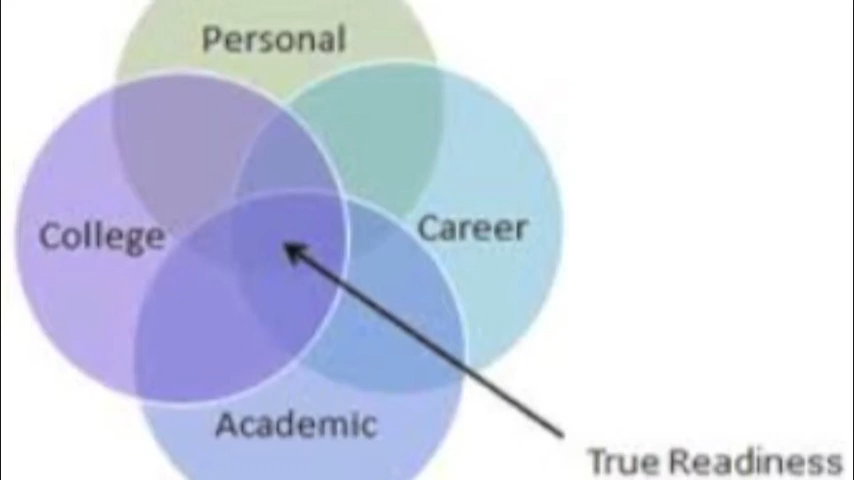 Personal
College
Career
Academic
True Readiness